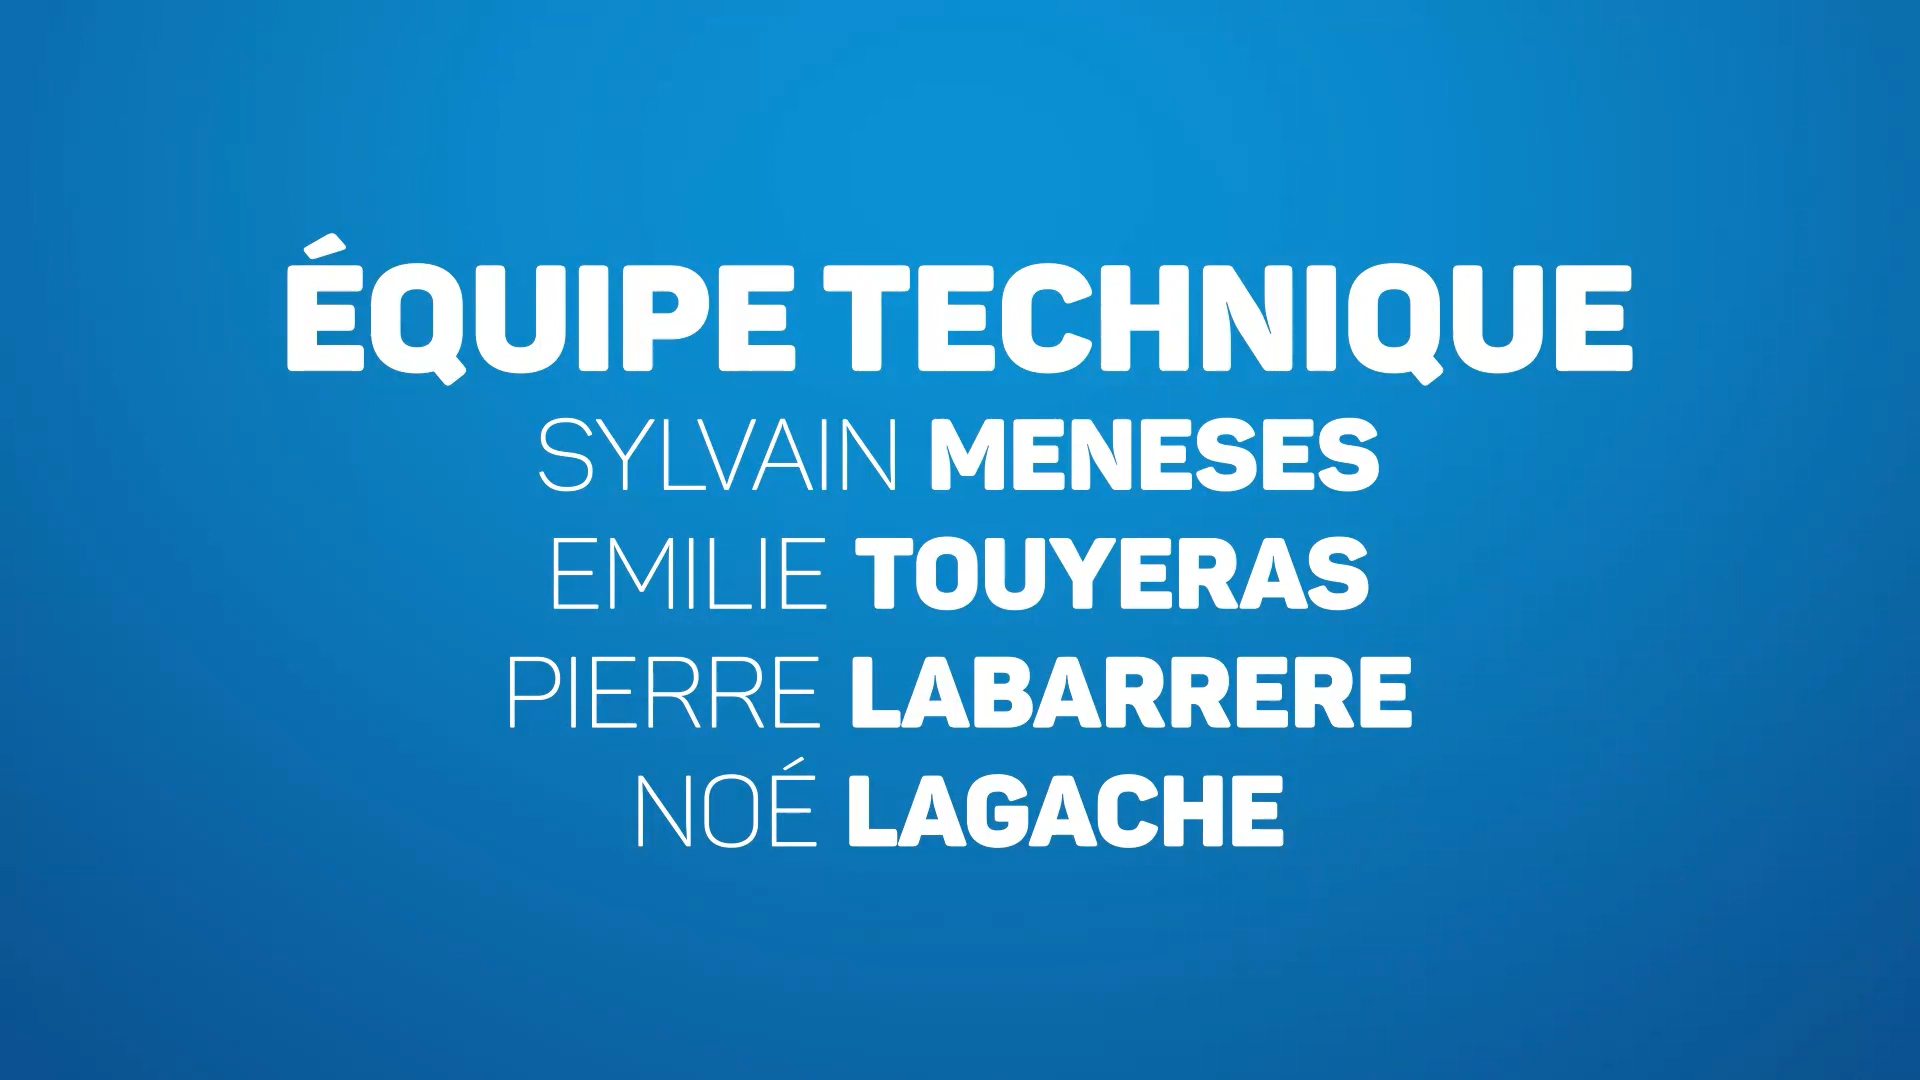 ÉQUIPE TECHNIQUE
SYLVAIN MENESES
EMILIE TOUYERAS
PIERRE LABARRERE
NOÉ LAGACHE